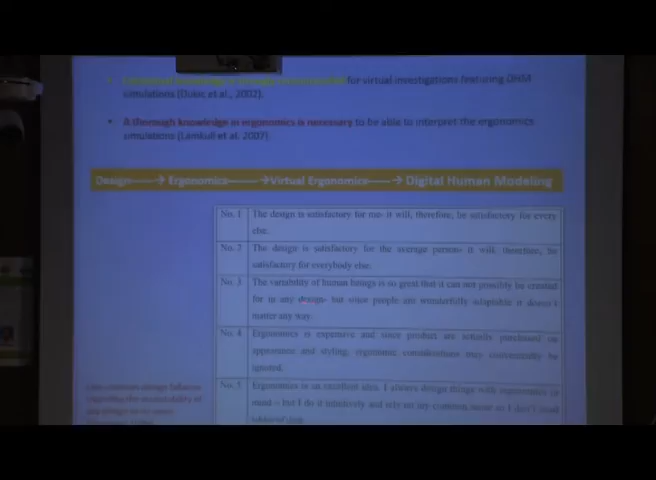 for virtual investigations featuring DHM
simulations (Dukic et al., 2002).
• A thorough knowledge in ergonomics is necessary to be able to interpret the ergonomics
simulations (Lamkull et al. 2007).
Design → Ergonomics → Virtual Ergonomics → Digital Human Modeling
No. 1 The design is satisfactory for me- it will, therefore, be satisfactory for every
else.
No. 2 The design is satisfactory for the average person- it will, therefore, be
satisfactory for everybody else.
No. 3 The variability of human beings is so great that it can not possibly be
for in any design- but since people are wonderfully adaptable it doesn't
matter any way.
No. 4 Ergonomics is expensive and since product are actually purchased on
appearance and styling, ergonomic considerations may conveniently be
ignored.
No. 5 Ergonomics is an excellent idea. I always design things with ergonomics in
mind – but I do it intuitively and rely on my common sense so I don't need